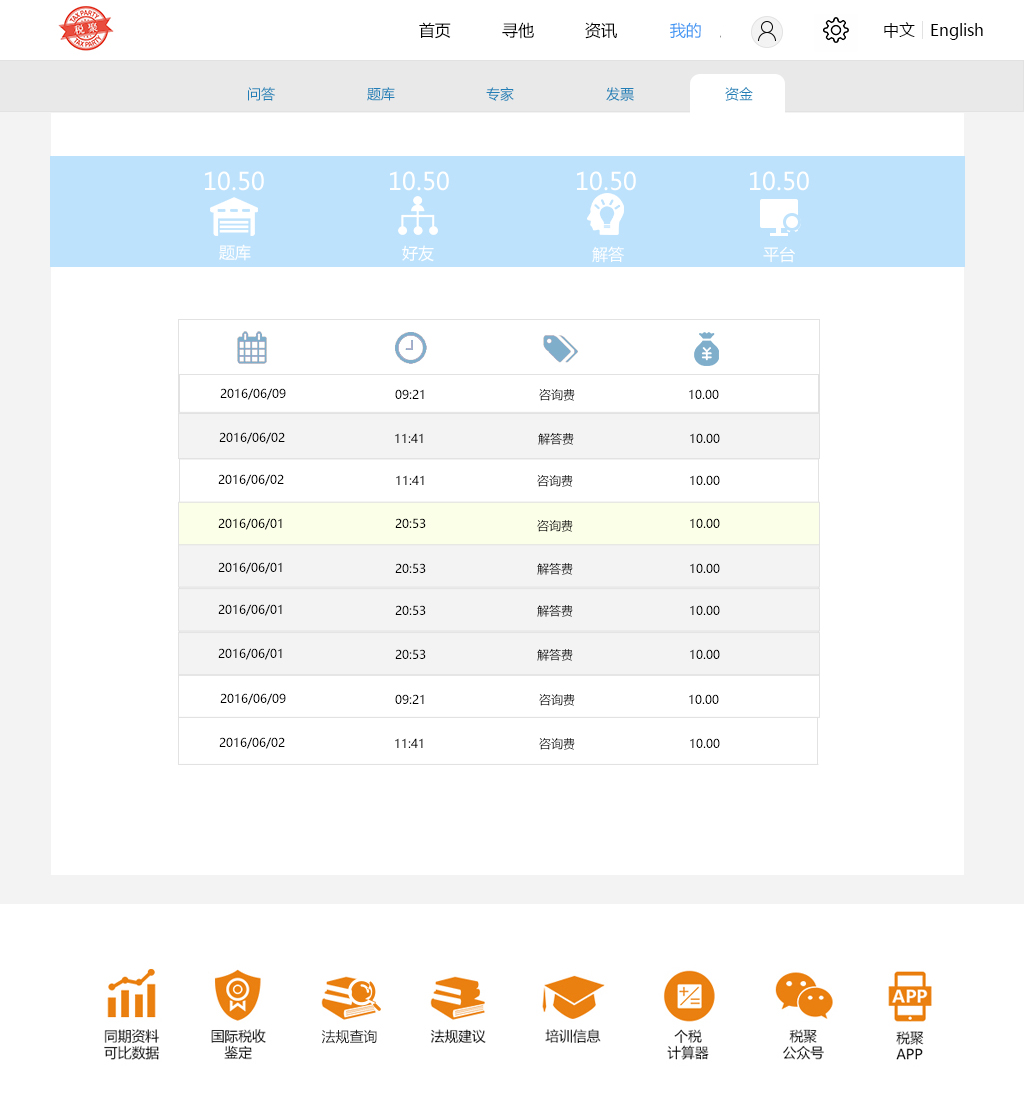 TAX PARTY
税 聚
TAX PARTY
首页 寻他 资讯 我的 中文 English
问答 题库 专家 发票 资金
10.50 10.50 10.50 10.50
题库 好友 解答 平台
2016/06/09 09:21 咨询费 10.00
2016/06/02 11:41 解答费 10.00
2016/06/02 11:41 咨询费 10.00
2016/06/01 20:53 咨询费 10.00
2016/06/01 20:53 解答费 10.00
2016/06/01 20:53 解答费 10.00
2016/06/01 20:53 解答费 10.00
2016/06/09 09:21 咨询费 10.00
2016/06/02 11:41 咨询费 10.00
APP
同期资料 国际税收 法规查询 法规建议 培训信息 个税 税聚 税聚
可比数据 鉴定 计算器 公众号 APP